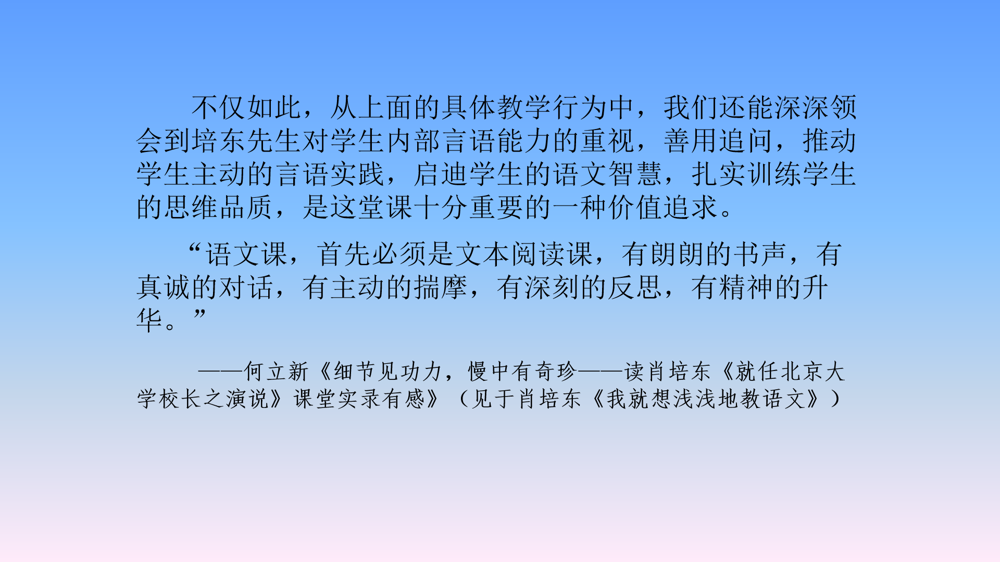 不仅如此，从上面的具体教学行为中，我们还能深深领
会到培东先生对学生内部言语能力的重视，善用追问，推动
学生主动的言语实践，启迪学生的语文智慧，扎实训练学生
的思维品质，是这堂课十分重要的一种价值追求。
“语文课，首先必须是文本阅读课，有朗朗的书声，有
真诚的对话，有主动的揣摩，有深刻的反思，有精神的升
华。”
——何立新《细节见功力，慢中有奇珍——读肖培东《就任北京大
学校长之演说》课堂实录有感》（见于肖培东《我就想浅浅地教语文》）